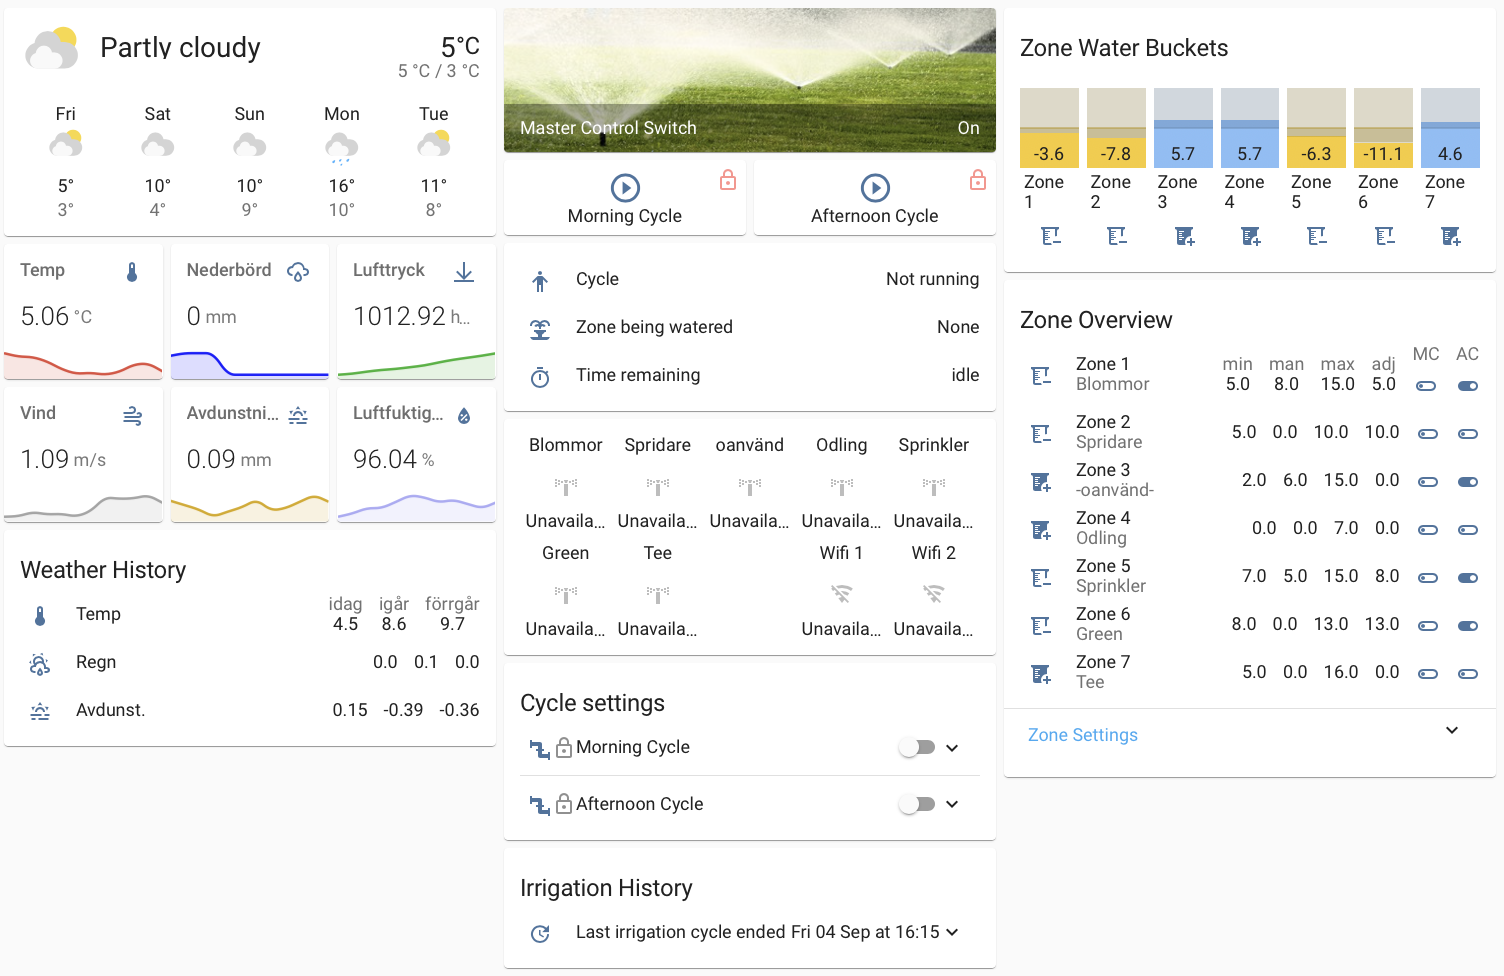 Partly cloudy
5°C
5 °C / 3 °C
Fri Sat Sun Mon Tue
5° 10° 10° 16° 11°
3° 4° 9° 10° 8°
Temp
5.06 °C
Nederbörd
0 mm
Lufttryck
1012.92 h...
Vind
1.09 m/s
Avdunstni...
0.09 mm
Luftfuktig...
96.04 %
Weather History
idag igår förrgår
Temp 4.5 8.6 9.7
Regn 0.0 0.1 0.0
Avdunst. 0.15 -0.39 -0.36
Master Control Switch On
Morning Cycle
Afternoon Cycle
Cycle Not running
Zone being watered None
Time remaining idle
Blommor Spridare oanvänd Odling Sprinkler
Unavaila... Unavaila... Unavaila... Unavaila... Unavaila...
Green Tee Wifi 1 Wifi 2
Unavaila... Unavaila... Unavaila... Unavaila...
Cycle settings
Morning Cycle
Afternoon Cycle
Irrigation History
Last irrigation cycle ended Fri 04 Sep at 16:15
Zone Water Buckets
-3.6 -7.8 5.7 5.7 -6.3 -11.1 4.6
Zone Zone Zone Zone Zone Zone Zone
1 2 3 4 5 6 7
Zone Overview
min man max adj MC AC
Zone 1
Blommor
5.0 8.0 15.0 5.0
Zone 2
Spridare
5.0 0.0 10.0 10.0
Zone 3
-oanvänd-
2.0 6.0 15.0 0.0
Zone 4
Odling
0.0 0.0 7.0 0.0
Zone 5
Sprinkler
7.0 5.0 15.0 8.0
Zone 6
Green
8.0 0.0 13.0 13.0
Zone 7
Tee
5.0 0.0 16.0 0.0
Zone Settings